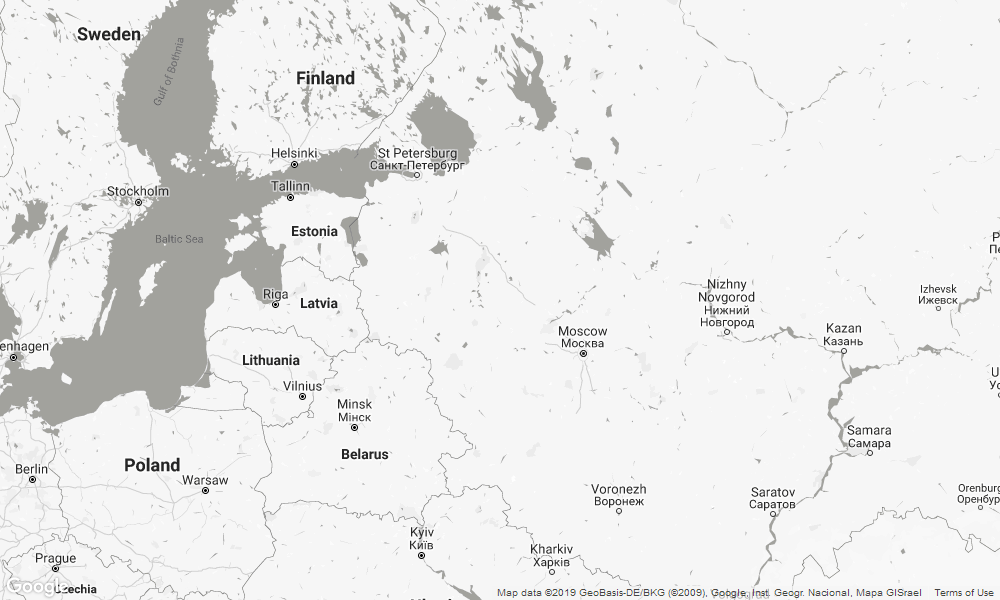 Sweden
Gulf of Bothnia
Finland
Helsinki
St Petersburg
Санкт-Петербург
Stockholm
Tallinn
Baltic Sea
Estonia
Riga
Latvia
Nizhny
Novgorod
Нижний
Новгород
Izhevsk
Ижевск
Kazan
Казань
Moscow
Москва
enhagen
Lithuania
Vilnius
Minsk
Мінск
Belarus
Samara
Самара
Poland
Berlin
Warsaw
Voronezh
Воронеж
Saratov
Саратов
Orenburg
Оренбург
Kyiv
Київ
Kharkiv
Харків
Prague
Google
Czechia
Map data ©2019 GeoBasis-DE/BKG (©2009), Google, Inst. Geogr. Nacional, Mapa GISrael
Terms of Use